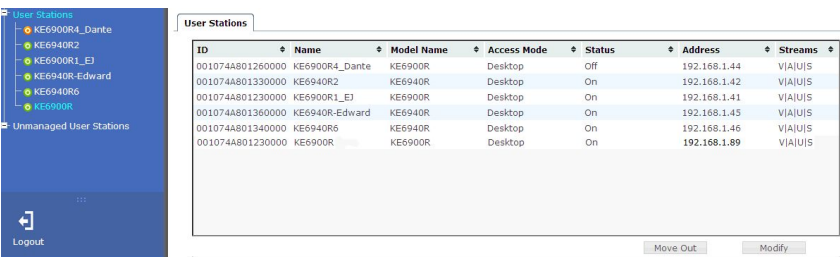 User Stations
KE6900R4_Dante
KE6940R2
KE6900R1_EJ
KE6940R-Edward
KE6940R6
KE6900R
Unmanaged User Stations
Logout
User Stations
ID Name Model Name Access Mode Status Address Streams
001074A801260000 KE6900R4_Dante KE6900R Desktop Off 192.168.1.44 V|A|U|S
001074A801330000 KE6940R2 KE6940R Desktop On 192.168.1.42 V|A|U|S
001074A801230000 KE6900R1_EJ KE6900R Desktop On 192.168.1.41 V|A|U|S
001074A801360000 KE6940R-Edward KE6940R Desktop On 192.168.1.45 V|A|U|S
001074A801340000 KE6940R6 KE6940R Desktop On 192.168.1.46 V|A|U|S
001074A801230000 KE6900R KE6900R Desktop On 192.168.1.89 V|A|U|S
Move Out Modify